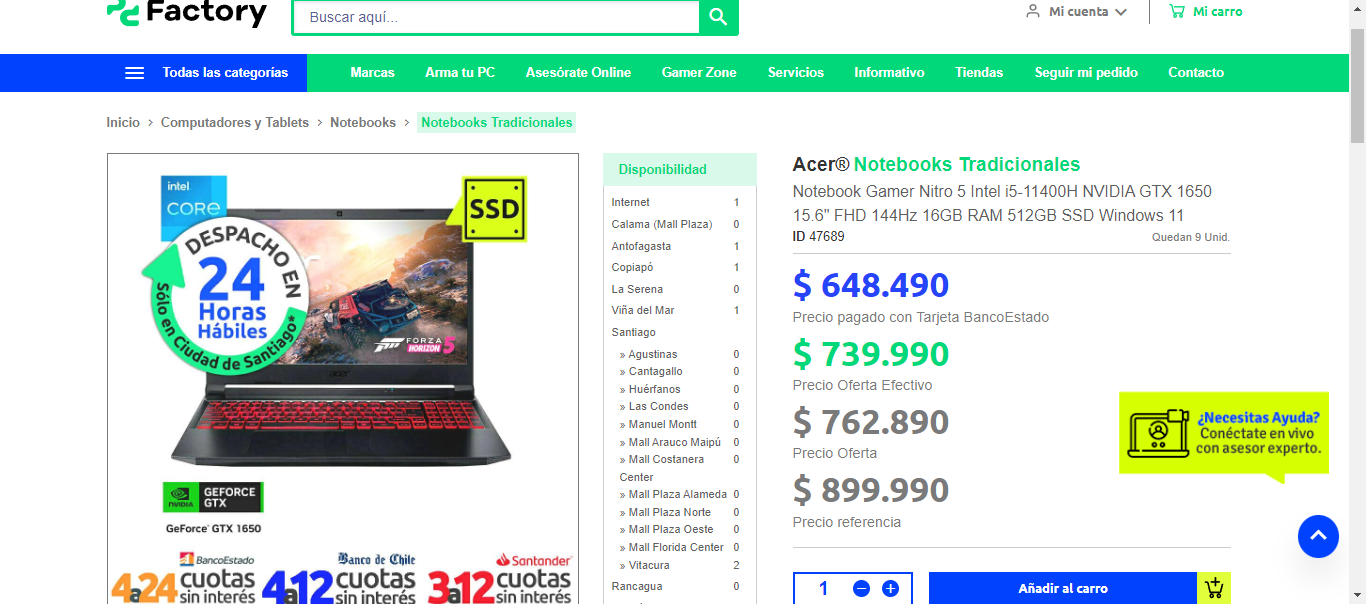 Factory
Buscar aquí...
Mi cuenta
Mi carro
Todas las categorías
Marcas
Arma tu PC
Asesórate Online
Gamer Zone
Servicios
Informativo
Tiendas
Seguir mi pedido
Contacto
Inicio > Computadores y Tablets > Notebooks > Notebooks Tradicionales
intel
CORE
SSD
DESPACHO EN
24
Horas
Hábiles
Sólo en Ciudad de Santiago*
FORZA
HORIZON 5
acer
NVIDIA
GEFORCE
GTX
GeForce® GTX 1650
BancoEstado
4a24 cuotas
sin interés
Banco de Chile
4a12 cuotas
sin interés
Santander
3a12 cuotas
sin interés
Disponibilidad
Internet 1
Calama (Mall Plaza) 0
Antofagasta 1
Copiapó 1
La Serena 0
Viña del Mar 1
Santiago
» Agustinas 0
» Cantagallo 0
» Huérfanos 0
» Las Condes 0
» Manuel Montt 0
» Mall Arauco Maipú 0
» Mall Costanera 0
Center
» Mall Plaza Alameda 0
» Mall Plaza Norte 0
» Mall Plaza Oeste 0
» Mall Florida Center 0
» Vitacura 2
Rancagua 0
Acer® Notebooks Tradicionales
Notebook Gamer Nitro 5 Intel i5-11400H NVIDIA GTX 1650
15.6" FHD 144Hz 16GB RAM 512GB SSD Windows 11
ID 47689
Quedan 9 Unid.
$ 648.490
Precio pagado con Tarjeta BancoEstado
$ 739.990
Precio Oferta Efectivo
$ 762.890
Precio Oferta
$ 899.990
Precio referencia
¿Necesitas Ayuda?
Conéctate en vivo
con asesor experto.
1
Añadir al carro